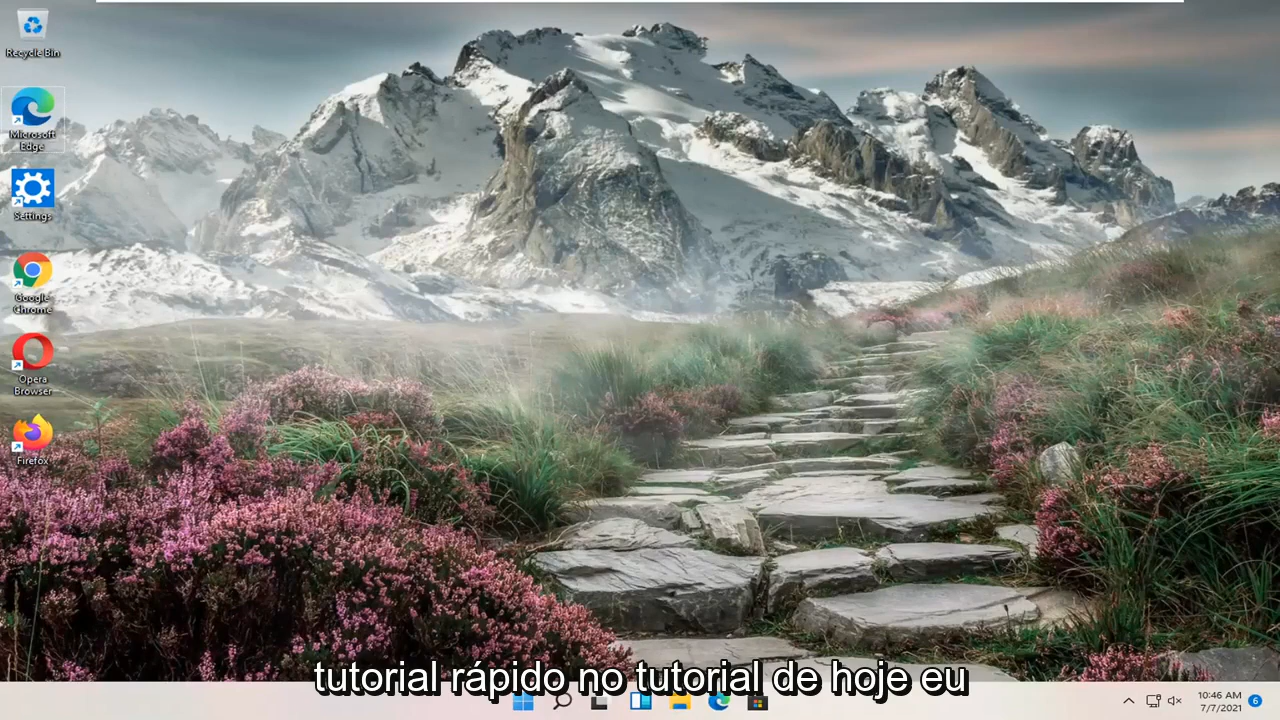 Recycle Bin
Microsoft
Edge
Settings
Google
Chrome
Opera
Browser
Firefox
tutorial rápido no tutorial de hoje eu
10:46 AM
7/7/2021
6